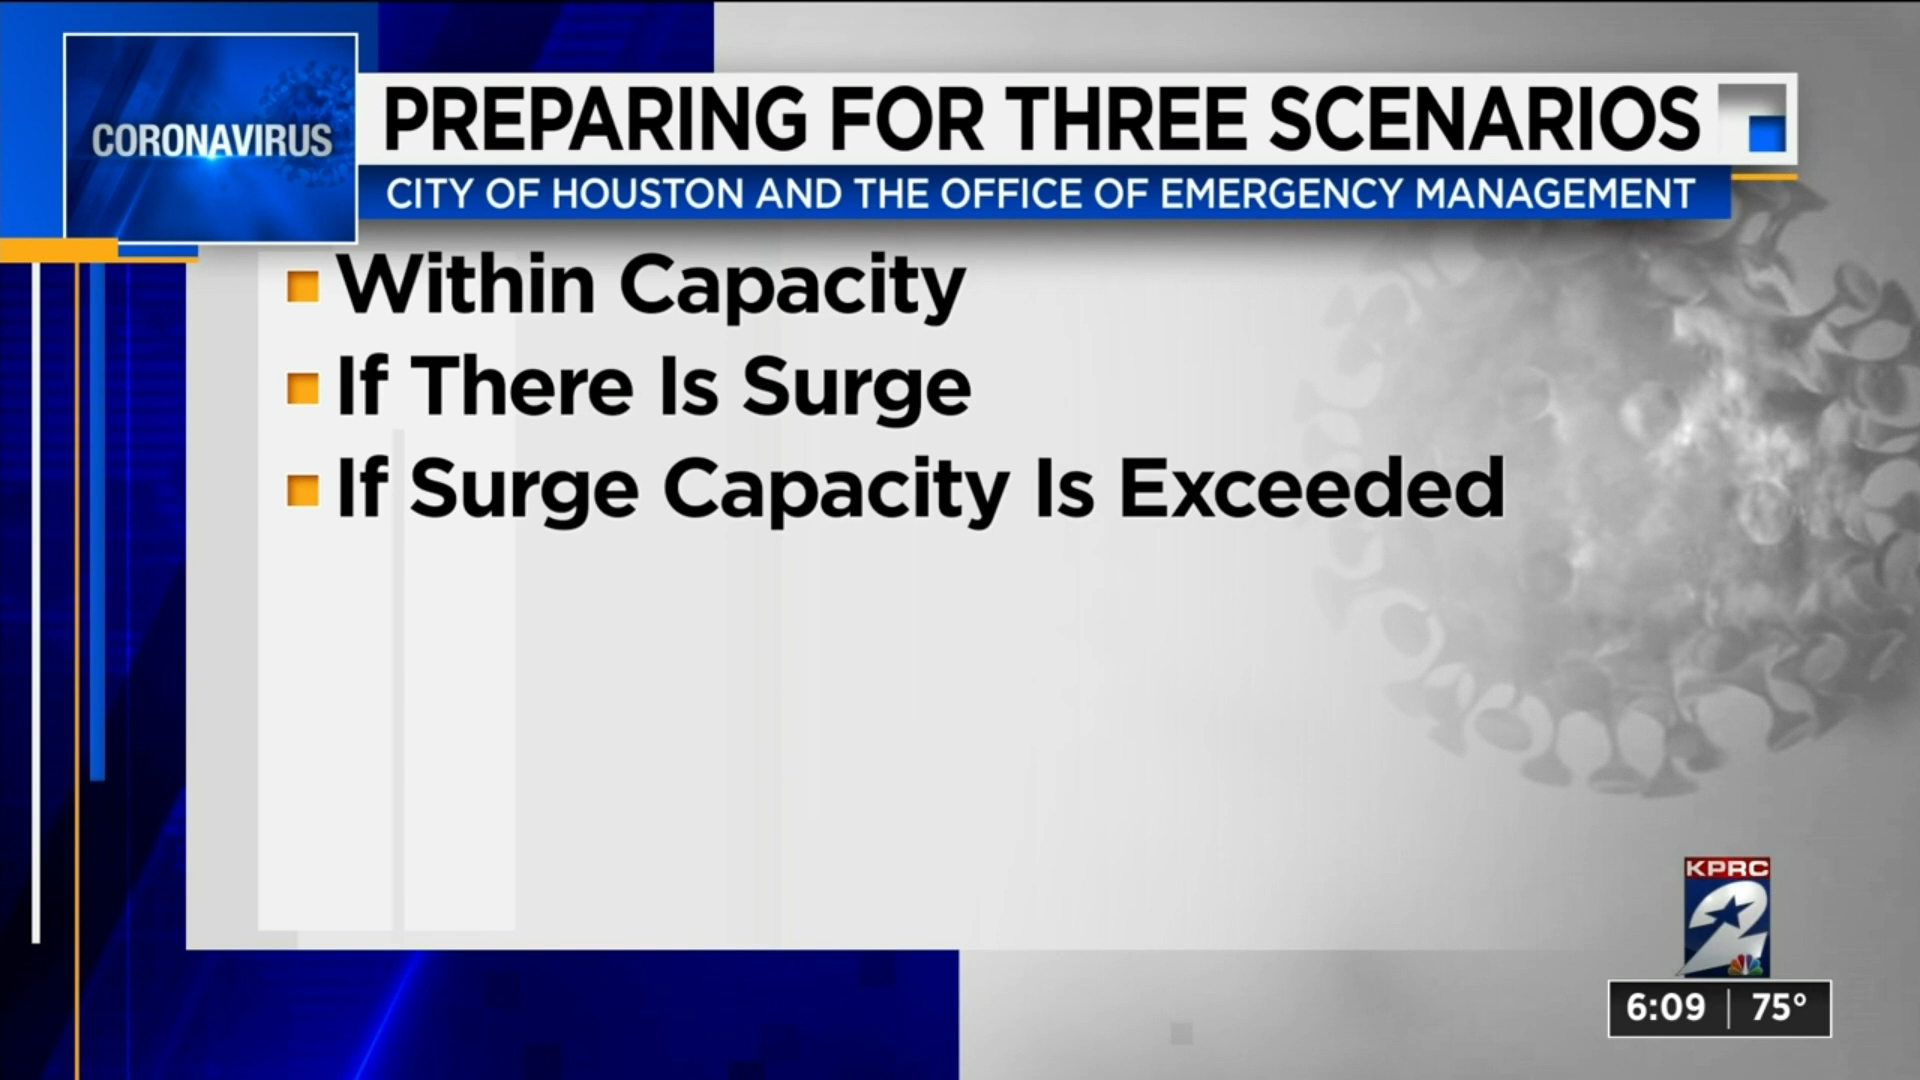 CORONAVIRUS
PREPARING FOR THREE SCENARIOS
CITY OF HOUSTON AND THE OFFICE OF EMERGENCY MANAGEMENT
Within Capacity
If There Is Surge
If Surge Capacity Is Exceeded
KPRC
2
6:09 | 75°